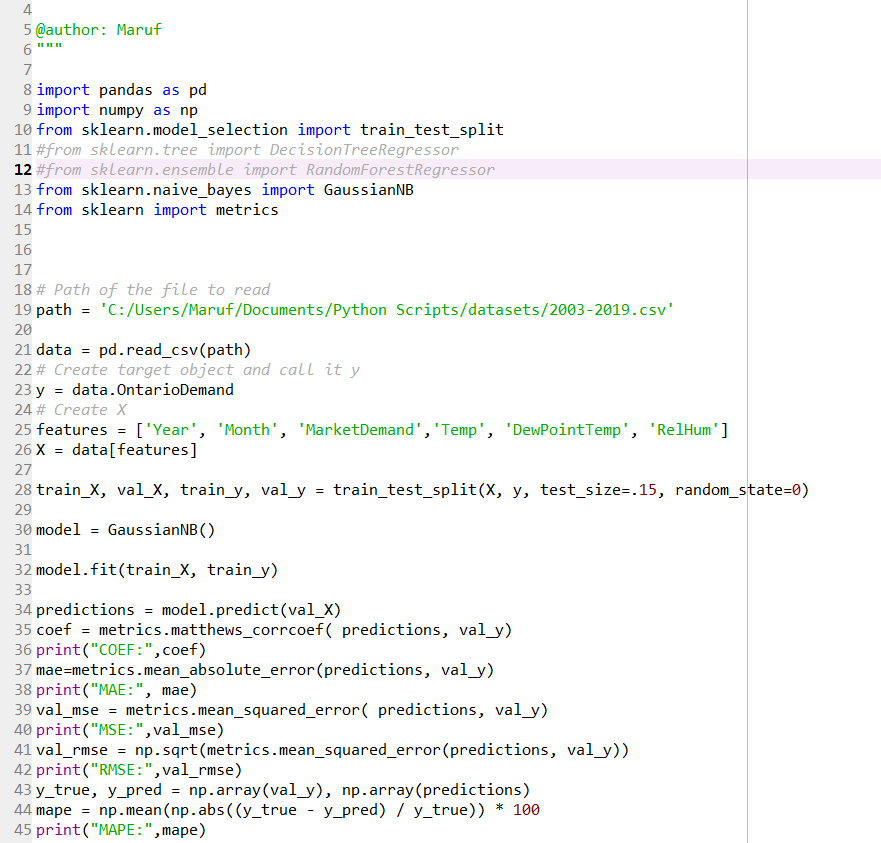 4
5 @author: Maruf
6 """
7
8 import pandas as pd
9 import numpy as np
10 from sklearn.model_selection import train_test_split
11 #from sklearn.tree import DecisionTreeRegressor
12 #from sklearn.ensemble import RandomForestRegressor
13 from sklearn.naive_bayes import GaussianNB
14 from sklearn import metrics
15
16
17
18 # Path of the file to read
19 path = 'C:/Users/Maruf/Documents/Python Scripts/datasets/2003-2019.csv'
20
21 data = pd.read_csv(path)
22 # Create target object and call it y
23 y = data.OntarioDemand
24 # Create X
25 features = ['Year', 'Month', 'MarketDemand','Temp', 'DewPointTemp', 'RelHum']
26 X = data[features]
27
28 train_X, val_X, train_y, val_y = train_test_split(X, y, test_size=.15, random_state=0)
29
30 model = GaussianNB()
31
32 model.fit(train_X, train_y)
33
34 predictions = model.predict(val_X)
35 coef = metrics.matthews_corrcoef( predictions, val_y)
36 print("COEF:",coef)
37 mae=metrics.mean_absolute_error(predictions, val_y)
38 print("MAE:", mae)
39 val_mse = metrics.mean_squared_error( predictions, val_y)
40 print("MSE:",val_mse)
41 val_rmse = np.sqrt(metrics.mean_squared_error(predictions, val_y))
42 print("RMSE:",val_rmse)
43 y_true, y_pred = np.array(val_y), np.array(predictions)
44 mape = np.mean(np.abs((y_true - y_pred) / y_true)) * 100
45 print("MAPE:",mape)